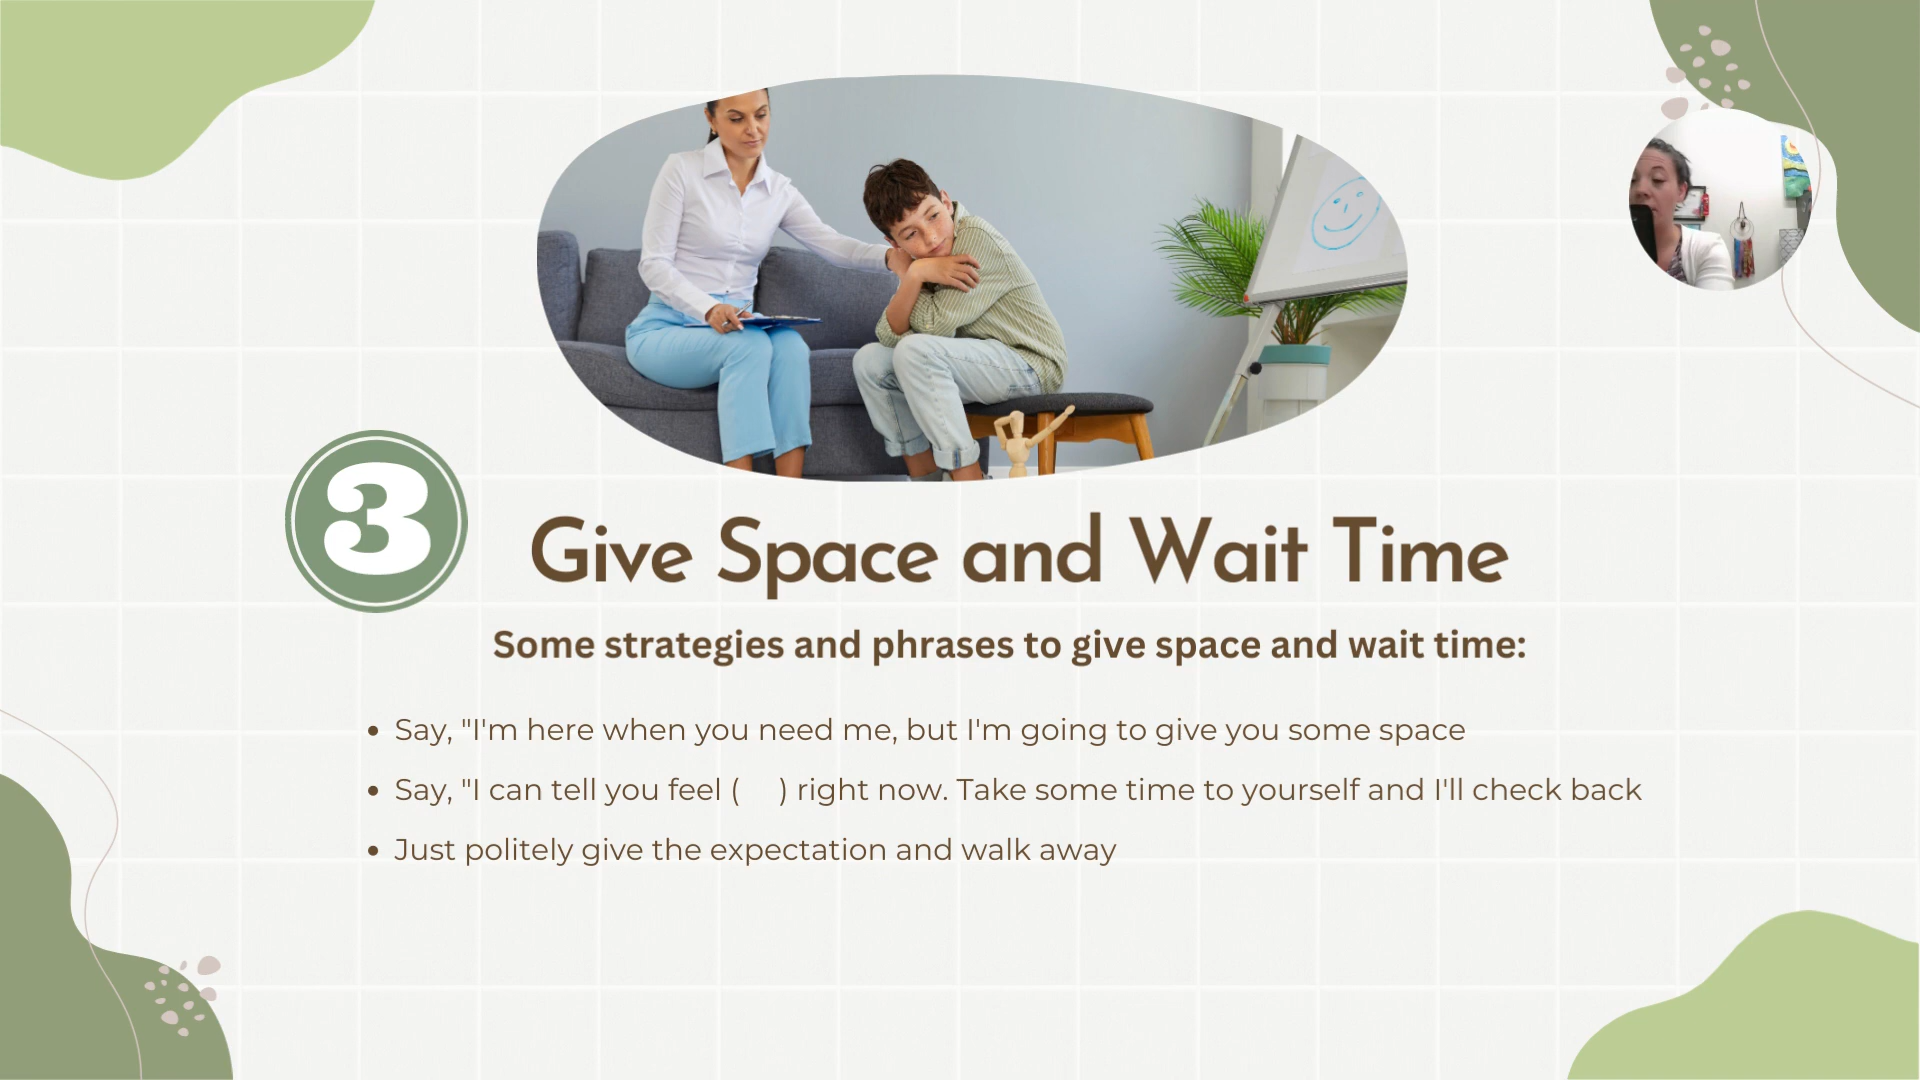 3
Give Space and Wait Time
Some strategies and phrases to give space and wait time:
• Say, "I'm here when you need me, but I'm going to give you some space
• Say, "I can tell you feel (    ) right now. Take some time to yourself and I'll check back
• Just politely give the expectation and walk away